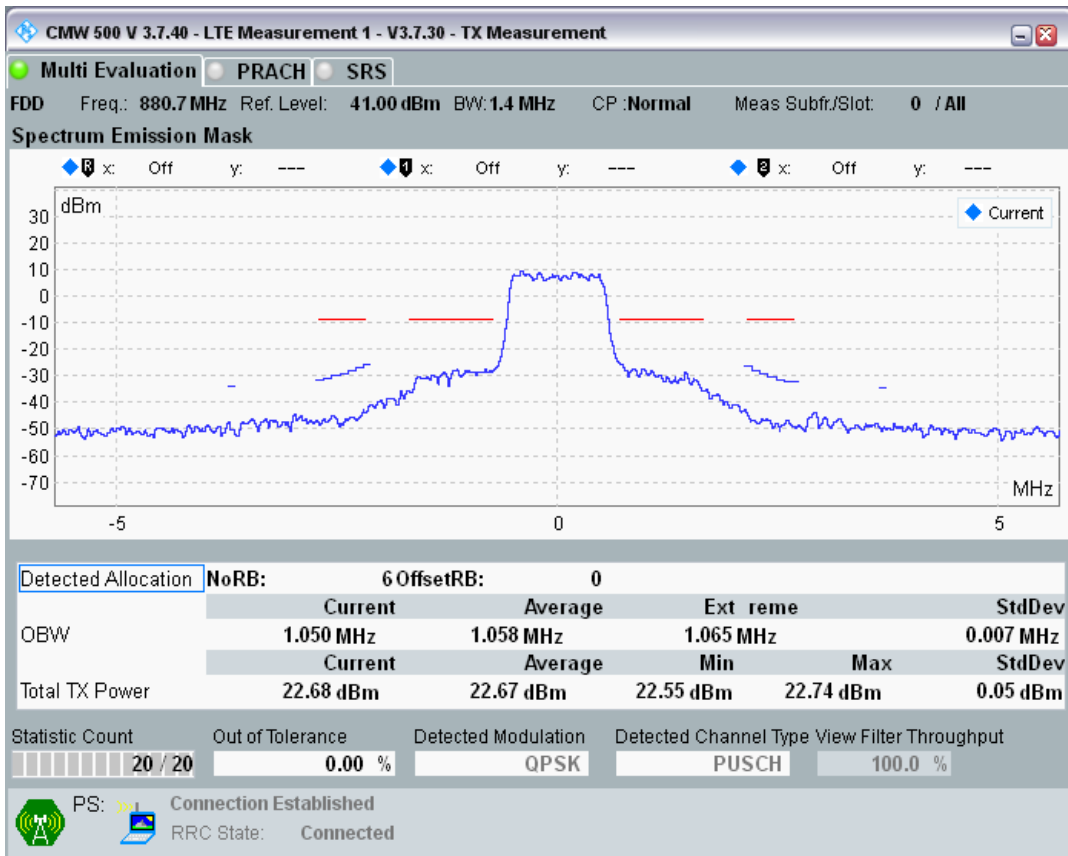 CMW 500 V 3.7.40 - LTE Measurement 1 - V3.7.30 - TX Measurement
Multi Evaluation PRACH SRS
FDD Freq.: 880.7 MHz Ref. Level: 41.00 dBm BW: 1.4 MHz CP :Normal Meas Subfr./Slot: 0 / All
Spectrum Emission Mask
R x: Off y: --- 1 x: Off y: --- 2 x: Off y: ---
dBm
Current
30
20
10
0
-10
-20
-30
-40
-50
-60
-70
MHz
-5 0 5
Detected Allocation NoRB: 6 OffsetRB: 0
Current Average Ext reme StdDev
OBW 1.050 MHz 1.058 MHz 1.065 MHz 0.007 MHz
Current Average Min Max StdDev
Total TX Power 22.68 dBm 22.67 dBm 22.55 dBm 22.74 dBm 0.05 dBm
Statistic Count Out of Tolerance Detected Modulation Detected Channel Type View Filter Throughput
20 / 20 0.00 % QPSK PUSCH 100.0 %
PS: Connection Established
RRC State: Connected